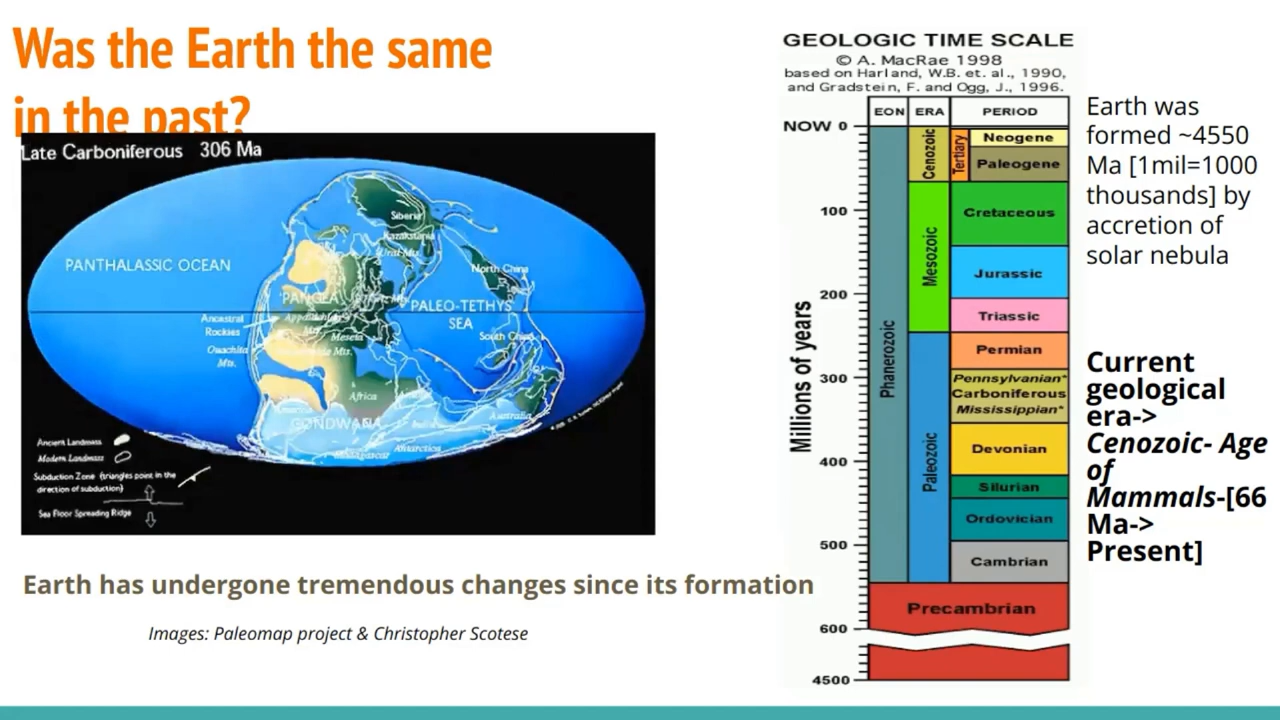 Was the Earth the same
in the past?
Late Carboniferous 306 Ma
PANTHALASSIC OCEAN
Siberia
Kazakstania
Ural Mts.
North China
PANGEA
PALEO-TETHYS
SEA
Ancestral
Rockies
Ouachita
Mts.
Meseta
South China
Africa
GONDWANA
Australia
Antarctica
Ancient Landmass
Modern Landmass
Subduction Zone (triangles point in the
direction of subduction)
Sea Floor Spreading Ridge
Earth has undergone tremendous changes since its formation
Images: Paleomap project & Christopher Scotese
GEOLOGIC TIME SCALE
© A. MacRae 1998
based on Harland, W.B. et. al., 1990,
and Gradstein, F. and Ogg, J., 1996.
EON ERA PERIOD
NOW 0
100
200
300
400
500
600
4500
Millions of years
Phanerozoic
Cenozoic
Mesozoic
Paleozoic
Tertiary
Neogene
Paleogene
Cretaceous
Jurassic
Triassic
Permian
Pennsylvanian*
Carboniferous
Mississippian*
Devonian
Silurian
Ordovician
Cambrian
Precambrian
Earth was
formed ~4550
Ma [1mil=1000
thousands] by
accretion of
solar nebula
Current
geological
era->
Cenozoic- Age
of
Mammals-[66
Ma->
Present]